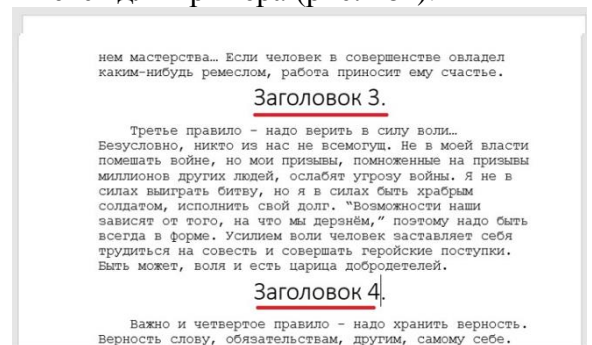 нем мастерства… Если человек в совершенстве овладел
каким-нибудь ремеслом, работа приносит ему счастье.
Заголовок 3.
Третье правило – надо верить в силу воли…
Безусловно, никто из нас не всемогущ. Не в моей власти
помешать войне, но мои призывы, помноженные на призывы
миллионов других людей, ослабят угрозу войны. Я не в
силах выиграть битву, но я в силах быть храбрым
солдатом, исполнить свой долг. “Возможности наши
зависят от того, на что мы дерзнём,” поэтому надо быть
всегда в форме. Усилием воли человек заставляет себя
трудиться на совесть и совершать геройские поступки.
Быть может, воля и есть царица добродетелей.
Заголовок 4.
Важно и четвертое правило – надо хранить верность.
Верность слову, обязательствам, другим, самому себе.